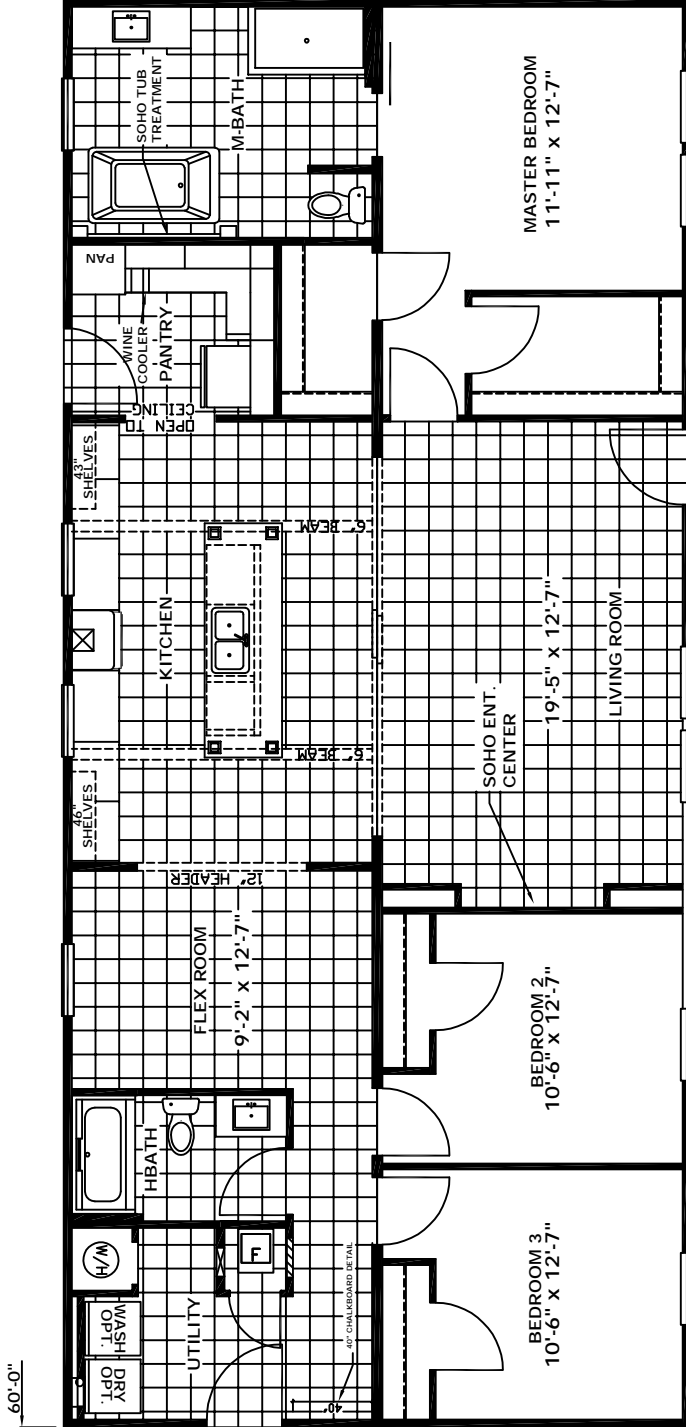 60'-0"
SOHO TUB
TREATMENT
M-BATH
MASTER BEDROOM
11'-11" x 12'-7"
PAN
WINE
COOLER
PANTRY
OPEN TO
CEILING
43"
SHELVES
6" BEAM
KITCHEN
6" BEAM
46"
SHELVES
SOHO ENT.
CENTER
19'-5" x 12'-7"
LIVING ROOM
12" HEADER
FLEX ROOM
9'-2" x 12'-7"
BEDROOM 2
10'-6" x 12'-7"
HBATH
W/H
F
WASH
OPT.
DRY
OPT.
UTILITY
40" CHALKBOARD DETAIL
40"
BEDROOM 3
10'-6" x 12'-7"